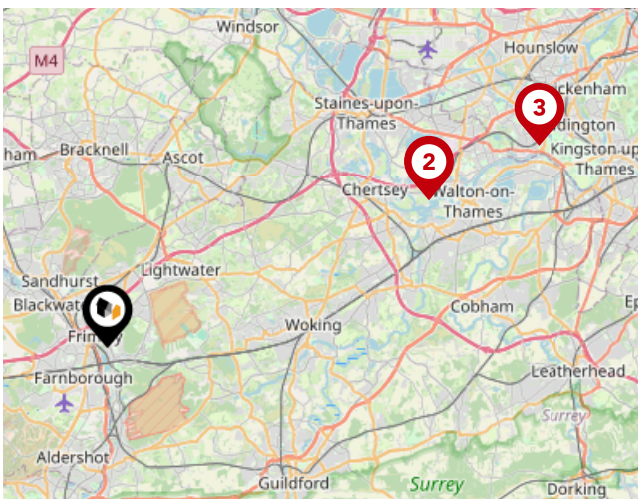 Windsor
Hounslow
M4
Staines-upon-
Thames
3
ckenham
ddington
Kingston-up
Thames
ham
Bracknell
Ascot
2
Chertsey
Walton-on-
Thames
Sandhurst
Lightwater
Blackwat
Cobham
Ep
Woking
Farnborough
Leatherhead
Surrey
Aldershot
Guildford
Surrey
Dorking